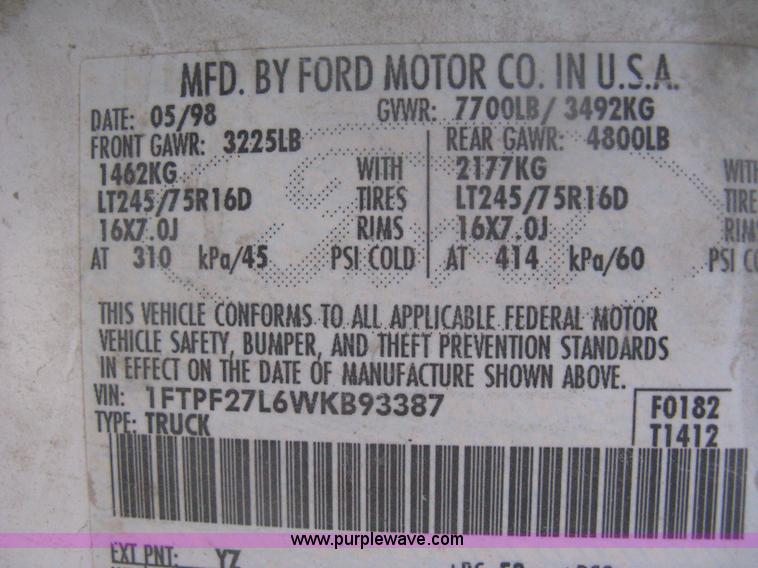 MFD. BY FORD MOTOR CO. IN U.S.A.
DATE: 05/98 GVWR: 7700LB/ 3492KG
FRONT GAWR: 3225LB REAR GAWR: 4800LB
1462KG WITH 2177KG WITH
LT245/75R16D TIRES LT245/75R16D TIRE
16X7.0J RIMS 16X7.0J RIM
AT 310 kPa/45 PSI COLD AT 414 kPa/60 PSI C
THIS VEHICLE CONFORMS TO ALL APPLICABLE FEDERAL MOTOR
VEHICLE SAFETY, BUMPER, AND THEFT PREVENTION STANDARDS
IN EFFECT ON THE DATE OF MANUFACTURE SHOWN ABOVE.
VIN: 1FTPF27L6WKB93387 F0182
TYPE: TRUCK T1412
www.purplewave.com
EXT PNT: YZ